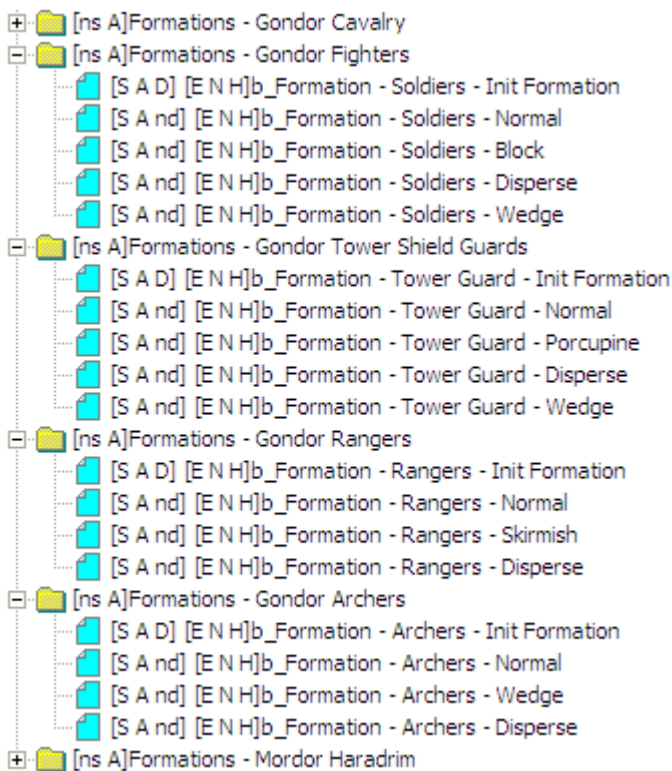 [ns A]Formations - Gondor Cavalry
[ns A]Formations - Gondor Fighters
[S A D] [E N H]b_Formation - Soldiers - Init Formation
[S A nd] [E N H]b_Formation - Soldiers - Normal
[S A nd] [E N H]b_Formation - Soldiers - Block
[S A nd] [E N H]b_Formation - Soldiers - Disperse
[S A nd] [E N H]b_Formation - Soldiers - Wedge
[ns A]Formations - Gondor Tower Shield Guards
[S A D] [E N H]b_Formation - Tower Guard - Init Formation
[S A nd] [E N H]b_Formation - Tower Guard - Normal
[S A nd] [E N H]b_Formation - Tower Guard - Porcupine
[S A nd] [E N H]b_Formation - Tower Guard - Disperse
[S A nd] [E N H]b_Formation - Tower Guard - Wedge
[ns A]Formations - Gondor Rangers
[S A D] [E N H]b_Formation - Rangers - Init Formation
[S A nd] [E N H]b_Formation - Rangers - Normal
[S A nd] [E N H]b_Formation - Rangers - Skirmish
[S A nd] [E N H]b_Formation - Rangers - Disperse
[ns A]Formations - Gondor Archers
[S A D] [E N H]b_Formation - Archers - Init Formation
[S A nd] [E N H]b_Formation - Archers - Normal
[S A nd] [E N H]b_Formation - Archers - Wedge
[S A nd] [E N H]b_Formation - Archers - Disperse
[ns A]Formations - Mordor Haradrim